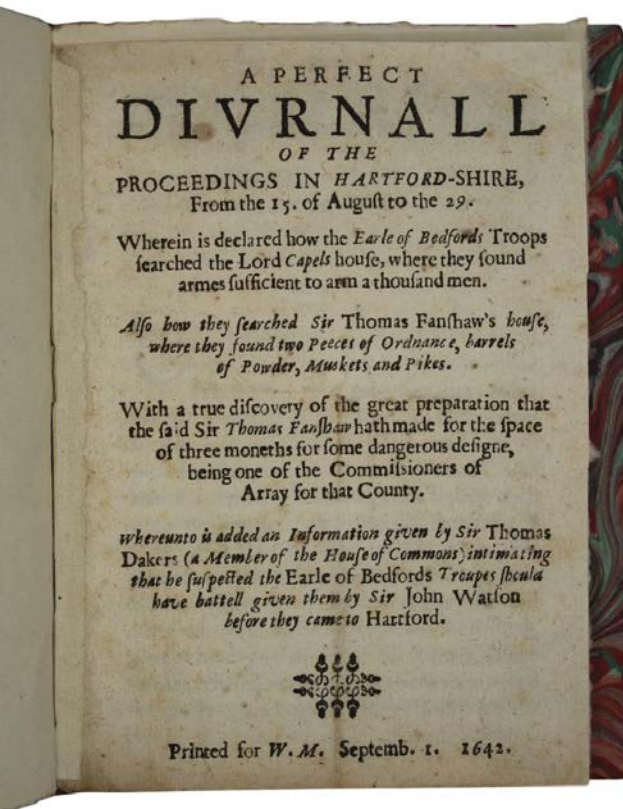 A PERFECT
DIVRNALL
OF THE
PROCEEDINGS IN HARTFORD-SHIRE,
From the 15. of Auguſt to the 29.
Wherein is declared how the Earle of Bedfords Troops
ſearched the Lord Capels houſe, where they found
armes ſufficient to arm a thouſand men.
Alſo how they ſearched Sir Thomas Fanſhaw's houſe,
where they found two Peeces of Ordnance, barrels
of Powder, Muskets and Pikes.
With a true diſcovery of the great preparation that
the ſaid Sir Thomas Fanſhaw hath made for the ſpace
of three moneths for ſome dangerous deſigne,
being one of the Commiſsioners of
Array for that County.
Whereunto is added an Information given by Sir Thomas
Dakers (a Member of the Houſe of Commons) intimating
that he ſuſpected the Earle of Bedfords Troupes ſhould
have battell given them by Sir John Watſon
before they came to Hartford.
Printed for W. M. Septemb. 1. 1642.